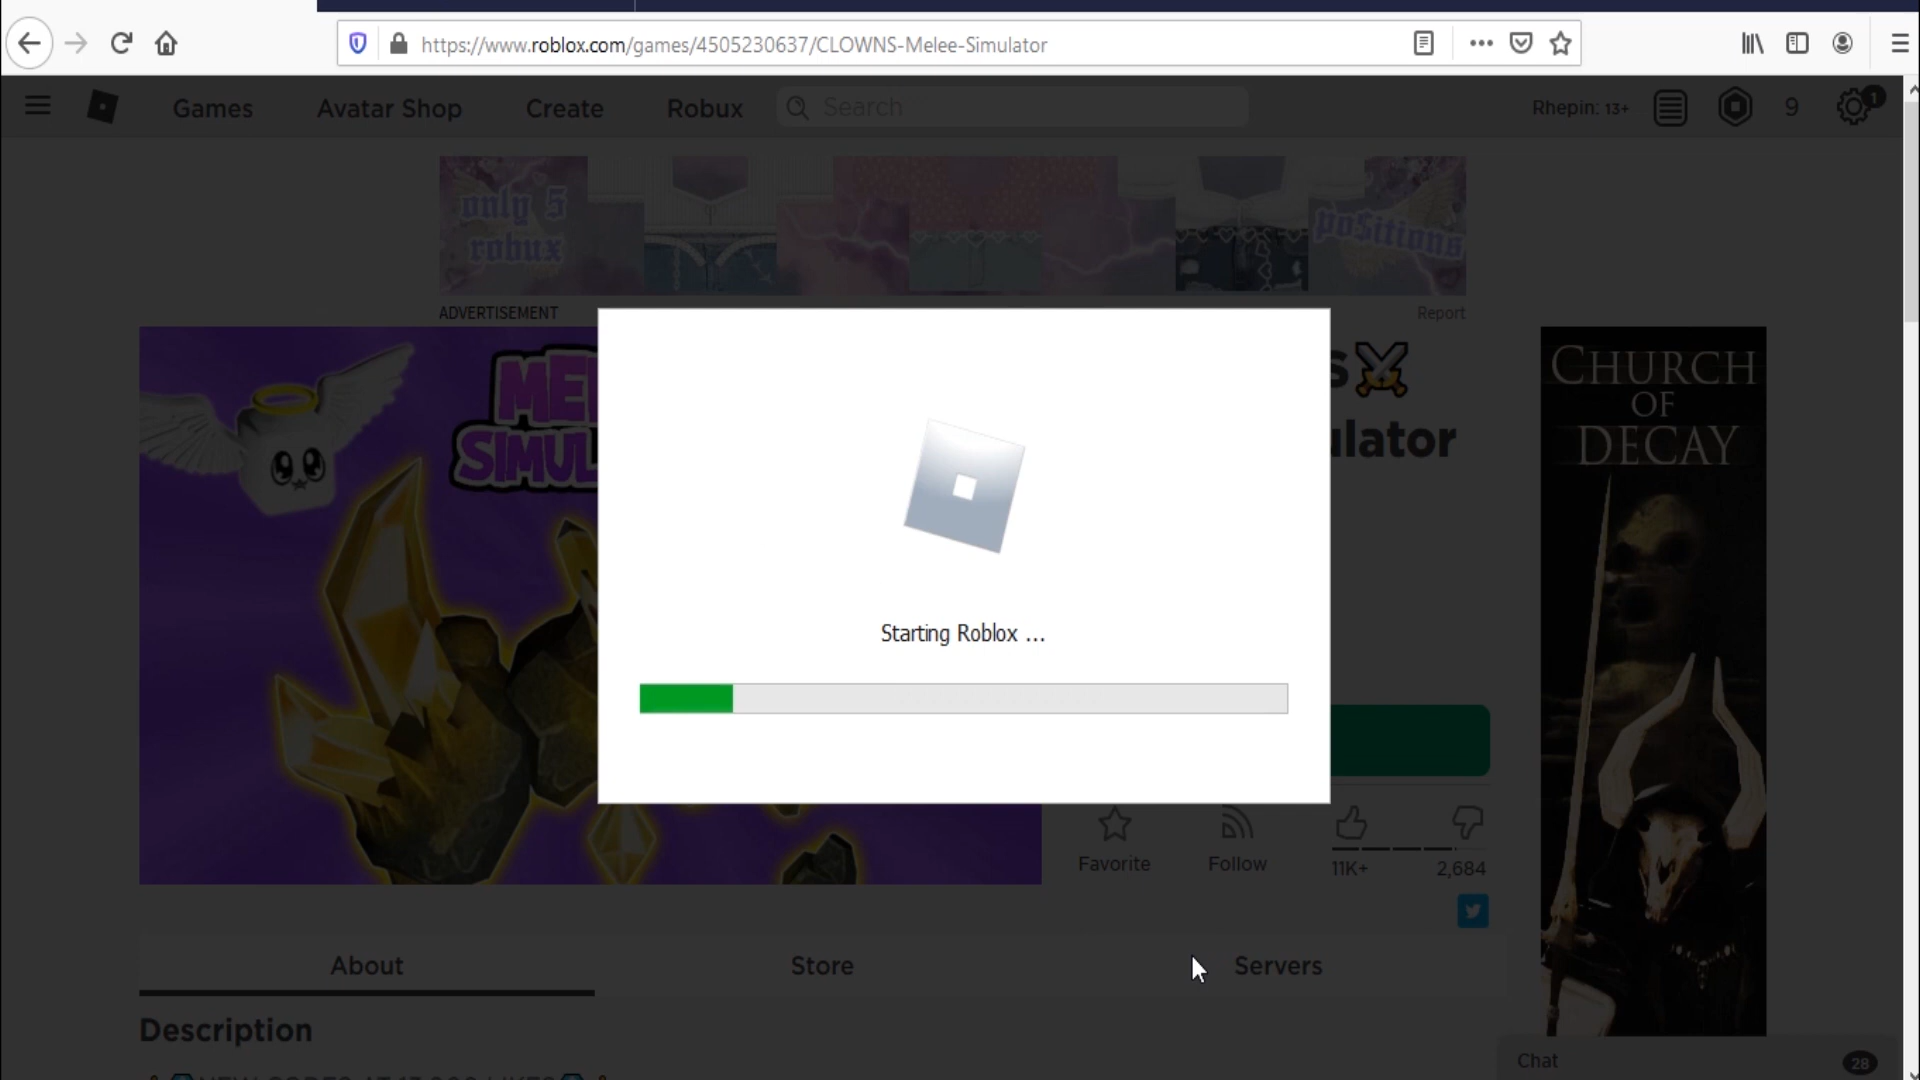 https://www.roblox.com/games/4505230637/CLOWNS-Melee-Simulator
Games
Avatar Shop
Create
Robux
Search
Rhepin: 13+
9
1
only 5
robux
positions
ADVERTISEMENT
Report
CHURCH
OF
DECAY
Starting Roblox ...
ulator
Favorite
Follow
11K+
2,684
About
Store
Servers
Description
Chat
28